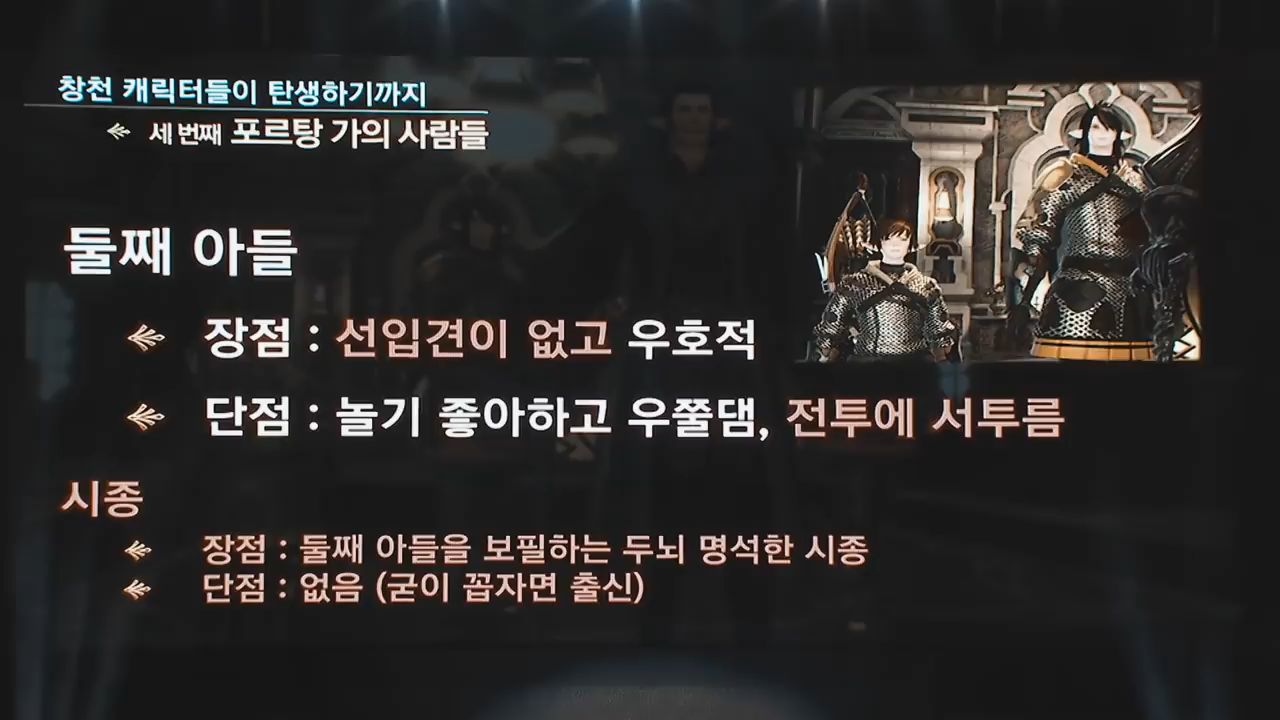 창천 캐릭터들이 탄생하기까지
세 번째 포르탕 가의 사람들
둘째 아들
장점 : 선입견이 없고 우호적
단점 : 놀기 좋아하고 우쭐댐, 전투에 서투름
시종
장점 : 둘째 아들을 보필하는 두뇌 명석한 시종
단점 : 없음 (굳이 꼽자면 출신)